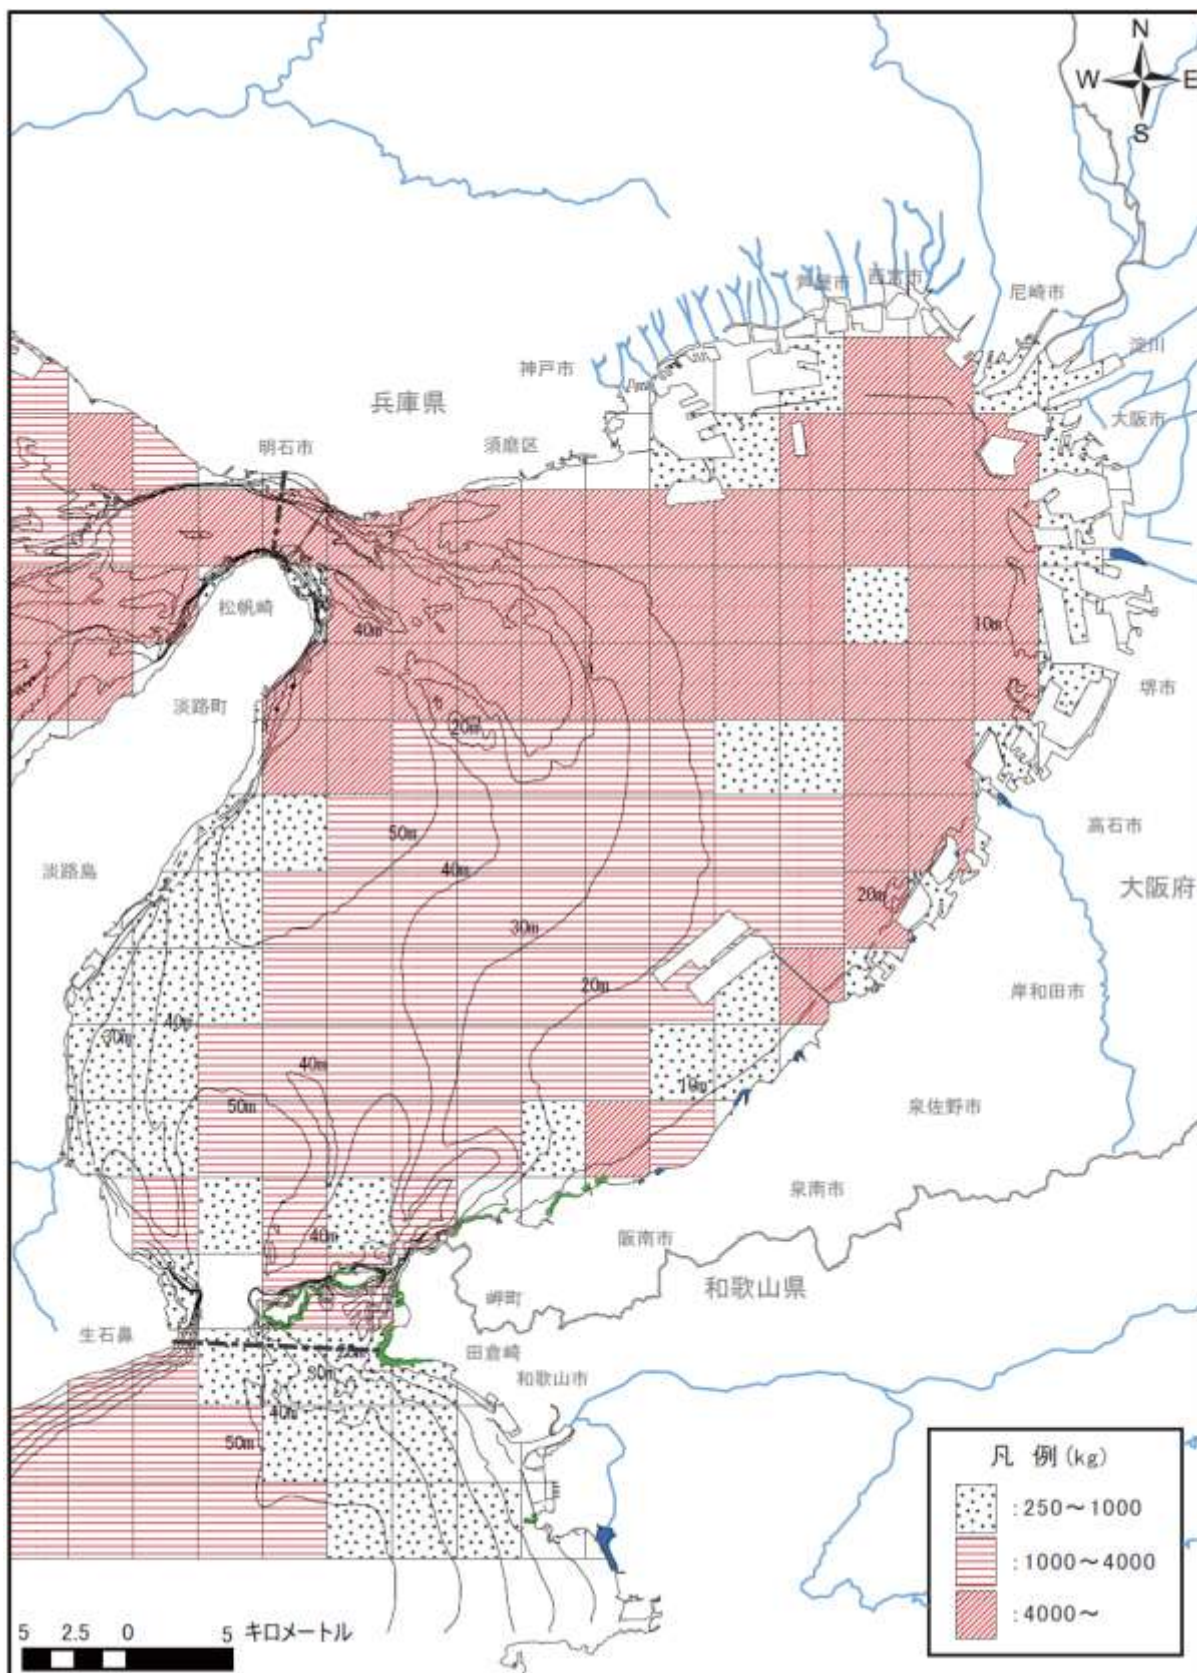 N
W E
S
芦屋市
西宮市
尼崎市
淀川
神戸市
兵庫県
大阪市
明石市
須磨区
松帆崎
40m
10m
堺市
淡路町
20m
50m
高石市
淡路島
40m
大阪府
20m
30m
20m
岸和田市
40m
30m
40m
10m
50m
泉佐野市
泉南市
40m
阪南市
和歌山県
岬町
生石鼻
田倉崎
30m
和歌山市
40m
50m
凡 例(kg)
:250～1000
:1000～4000
:4000～
5 2.5 0 5 キロメートル